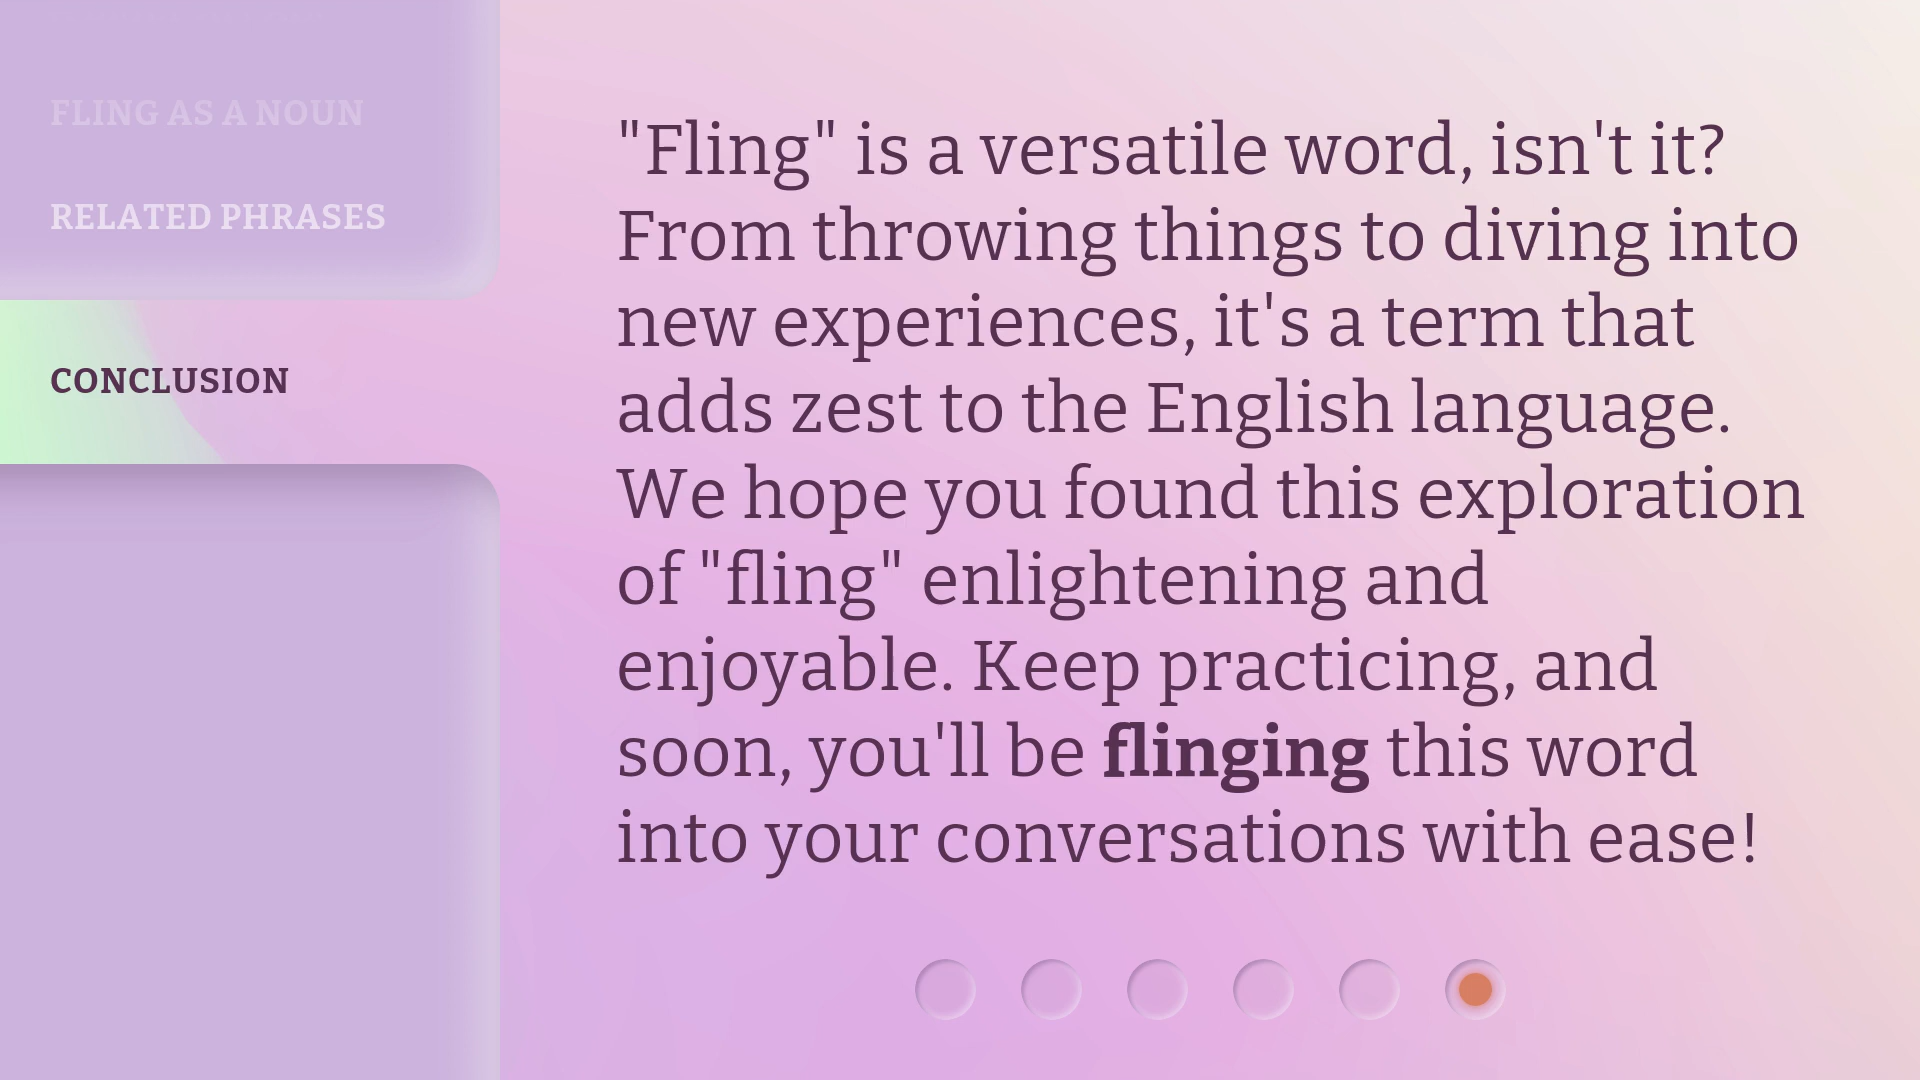 FLING AS A NOUN
RELATED PHRASES
CONCLUSION
"Fling" is a versatile word, isn't it?
From throwing things to diving into
new experiences, it's a term that
adds zest to the English language.
We hope you found this exploration
of "fling" enlightening and
enjoyable. Keep practicing, and
soon, you'll be flinging this word
into your conversations with ease!